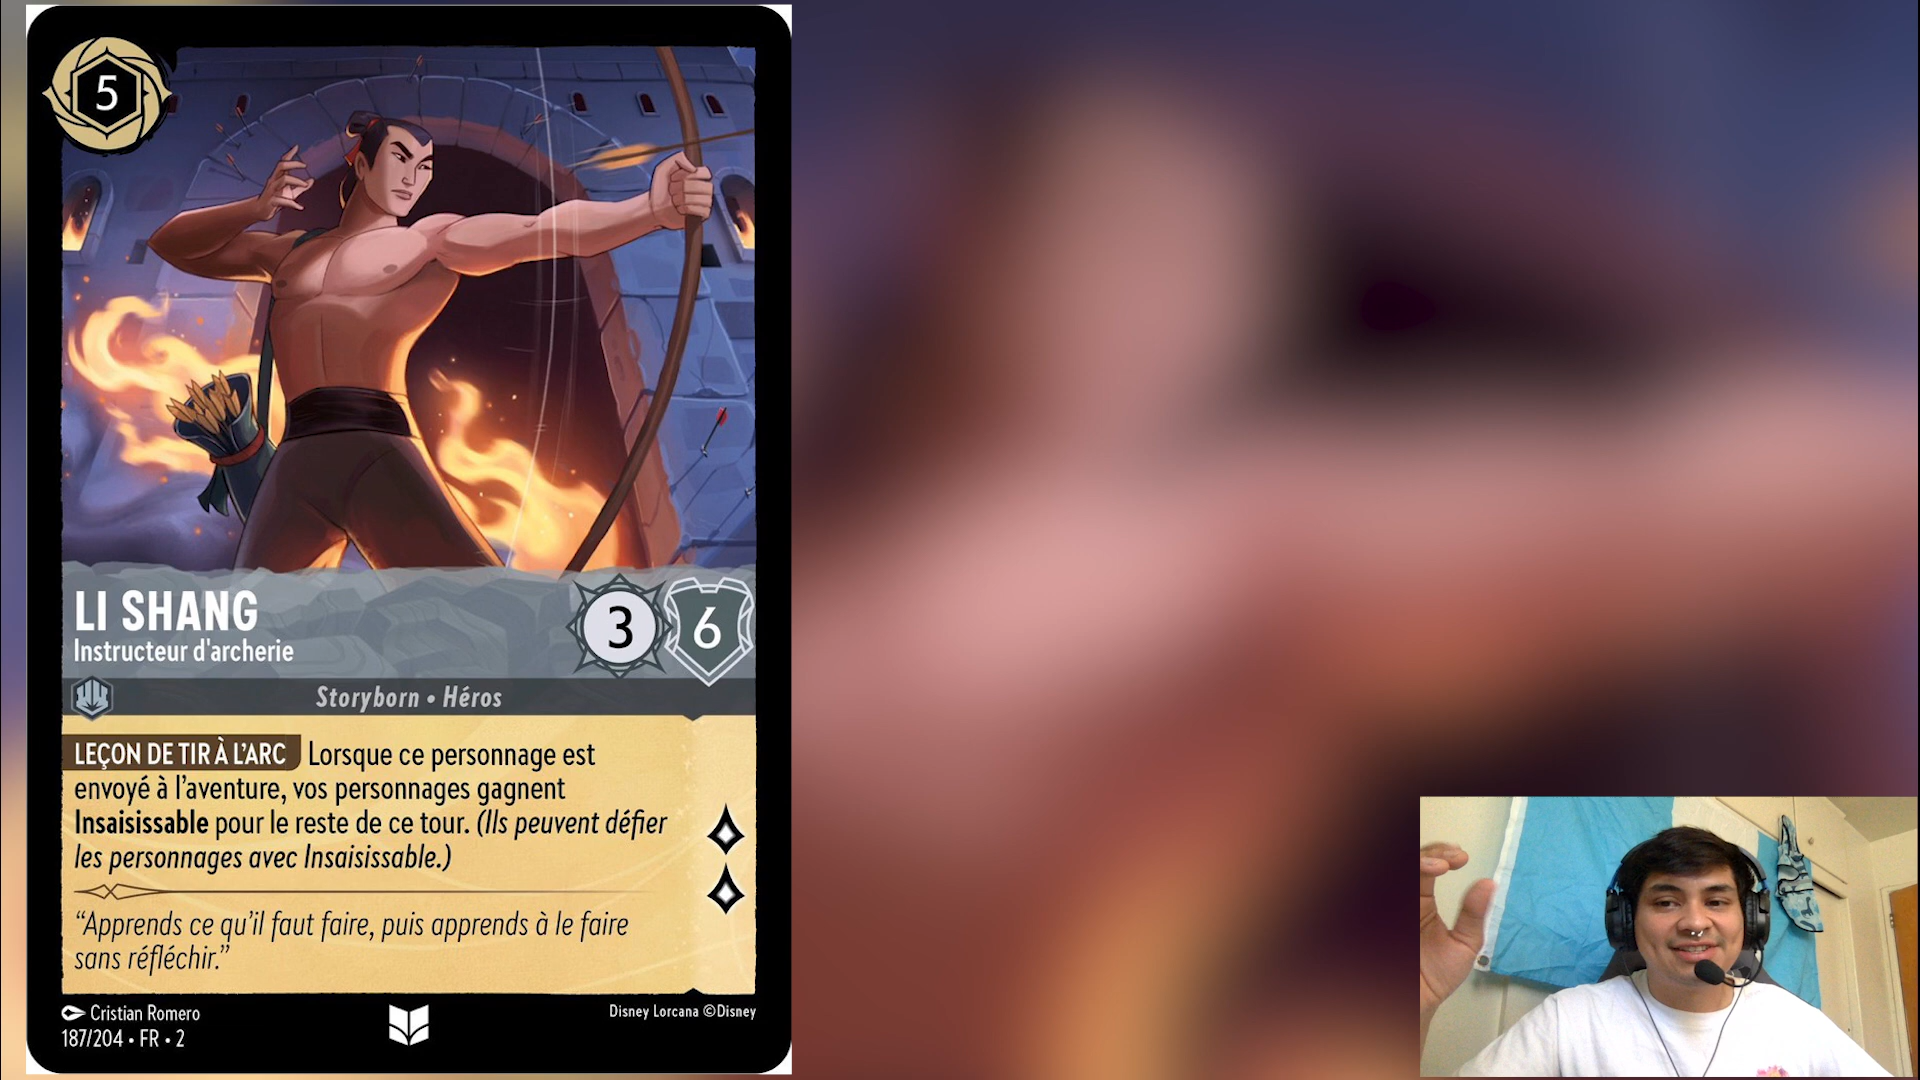 5
LI SHANG
Instructeur d'archerie
3
6
Storyborn • Héros
LEÇON DE TIR À L'ARC Lorsque ce personnage est
envoyé à l'aventure, vos personnages gagnent
Insaisissable pour le reste de ce tour. (Ils peuvent défier
les personnages avec Insaisissable.)
“Apprends ce qu'il faut faire, puis apprends à le faire
sans réfléchir.”
Cristian Romero
Disney Lorcana ©Disney
187/204 • FR • 2